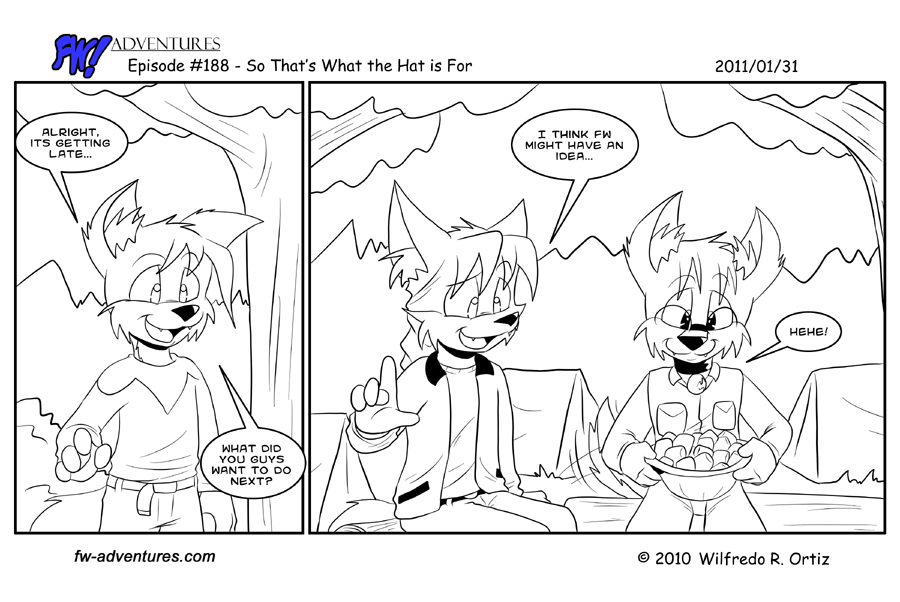 FW! ADVENTURES
Episode #188 - So That's What the Hat is For
2011/01/31
ALRIGHT,
ITS GETTING
LATE...
WHAT DID
YOU GUYS
WANT TO DO
NEXT?
I THINK FW
MIGHT HAVE AN
IDEA...
HEHE!
fw-adventures.com
© 2010 Wilfredo R. Ortiz